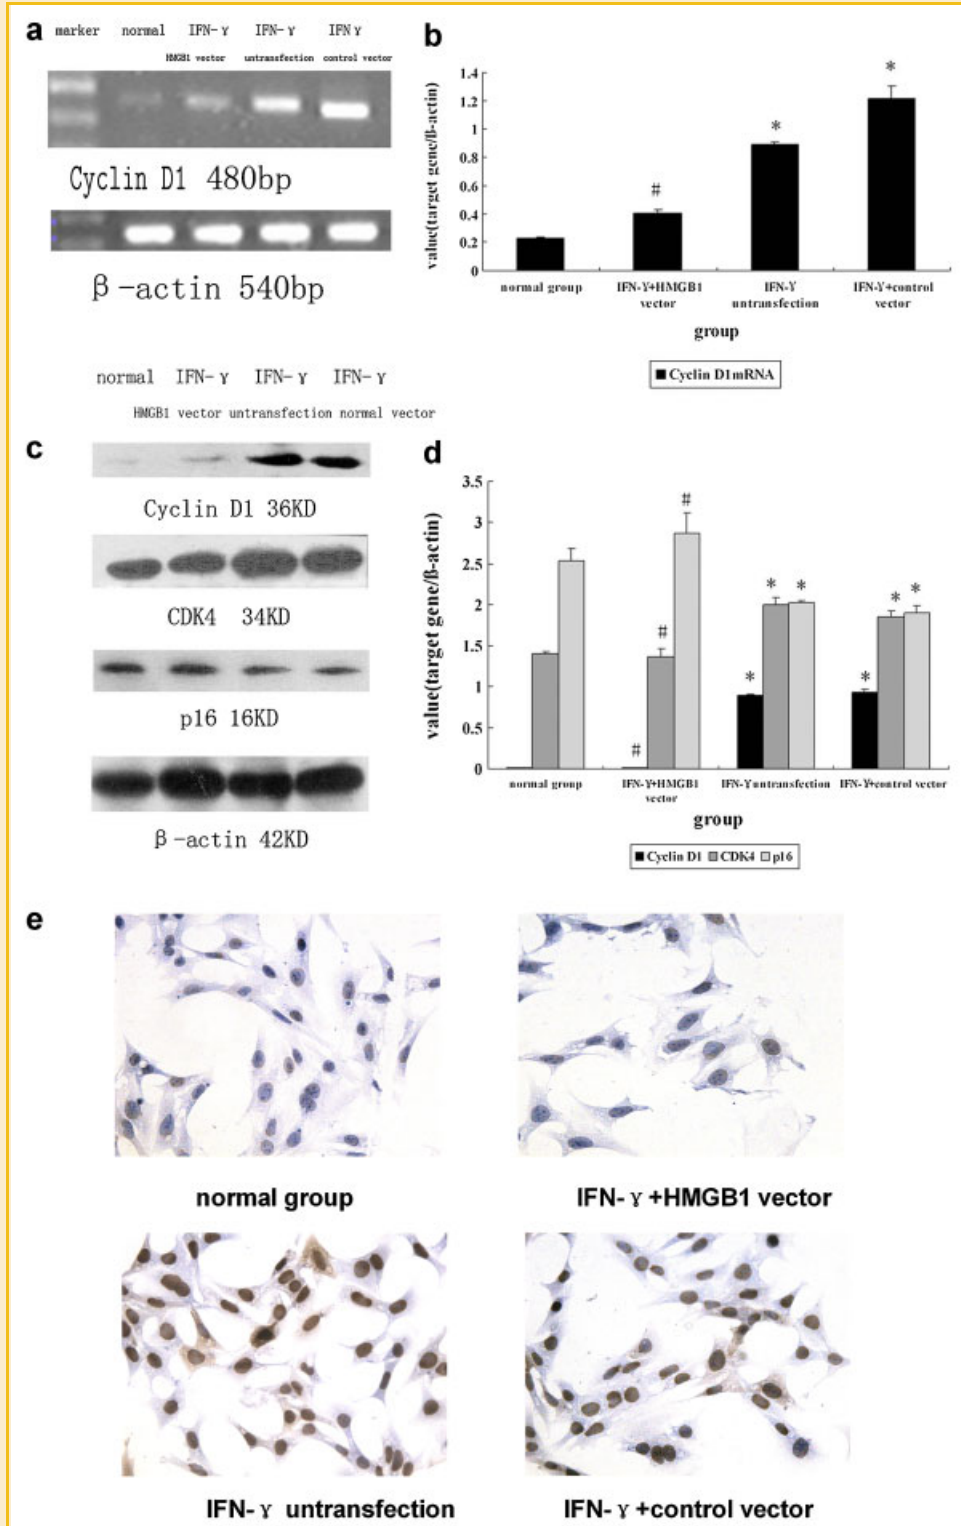 a
marker normal IFN-γ IFN-γ IFNγ
HMGB1 vector untransfection control vector
Cyclin D1 480bp
β-actin 540bp
b
value(target gene/ß-actin)
1.4
1.2
1
0.8
0.6
0.4
0.2
0
#
*
*
normal group IFN-Υ+HMGB1 vector IFN-Υ untransfection IFN-Υ+control vector
group
Cyclin D1mRNA
normal IFN-γ IFN-γ IFN-γ
HMGB1 vector untransfection normal vector
c
Cyclin D1 36KD
CDK4 34KD
p16 16KD
β-actin 42KD
d
value(target gene/ß-actin)
3.5
3
2.5
2
1.5
1
0.5
0
#
#
#
*
*
*
*
*
*
normal group IFN-Υ+HMGB1 vector IFN-Υ untransfection IFN-Υ+control vector
group
Cyclin D1 CDK4 p16
e
normal group
IFN-γ+HMGB1 vector
IFN-γ untransfection
IFN-γ+control vector